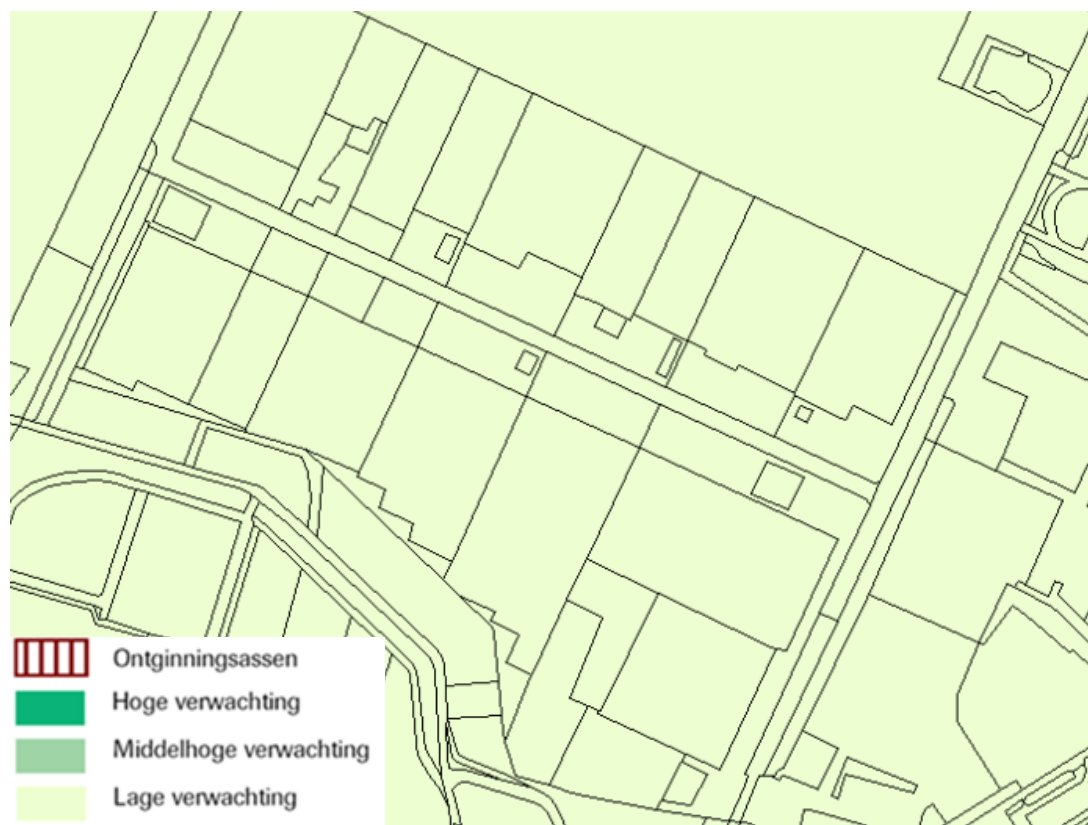 Ontginningsassen
Hoge verwachting
Middelhoge verwachting
Lage verwachting